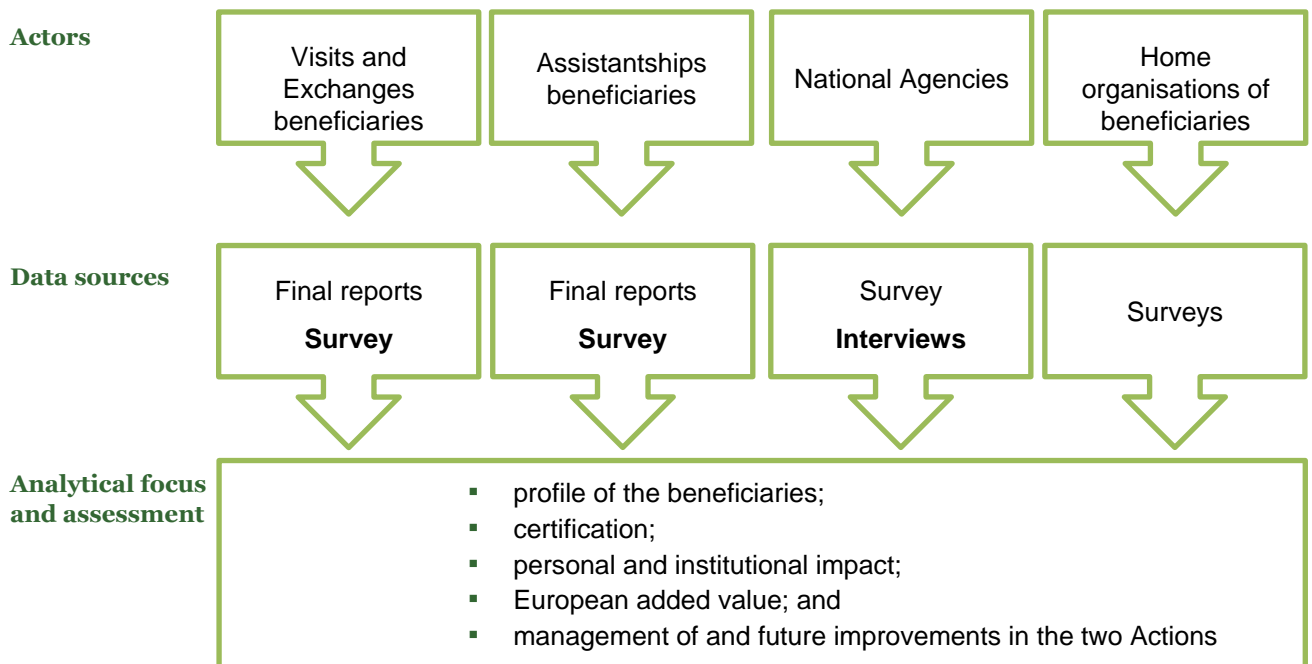 Actors
Visits and
Exchanges
beneficiaries
Assistantships
beneficiaries
National Agencies
Home
organisations of
beneficiaries
Data sources
Final reports
Survey
Final reports
Survey
Survey
Interviews
Surveys
Analytical focus
and assessment
▪ profile of the beneficiaries;
▪ certification;
▪ personal and institutional impact;
▪ European added value; and
▪ management of and future improvements in the two Actions